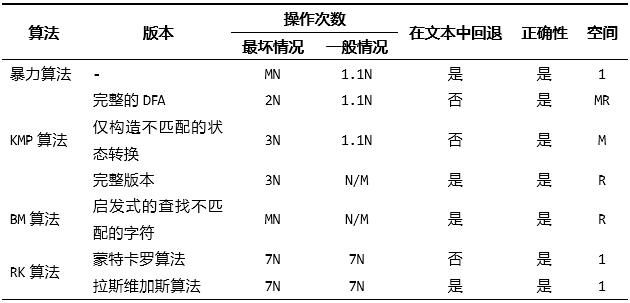 算法 版本 操作次数 在文本中回退 正确性 空间
最坏情况 一般情况
暴力算法 - MN 1.1N 是 是 1
完整的DFA 2N 1.1N 否 是 MR
KMP 算法 仅构造不匹配的状 3N 1.1N 否 是 M
态转换
完整版本 3N N/M 是 是 R
BM 算法 启发式的查找不匹 MN N/M 是 是 R
配的字符
RK 算法 蒙特卡罗算法 7N 7N 否 是 1
拉斯维加斯算法 7N 7N 是 是 1